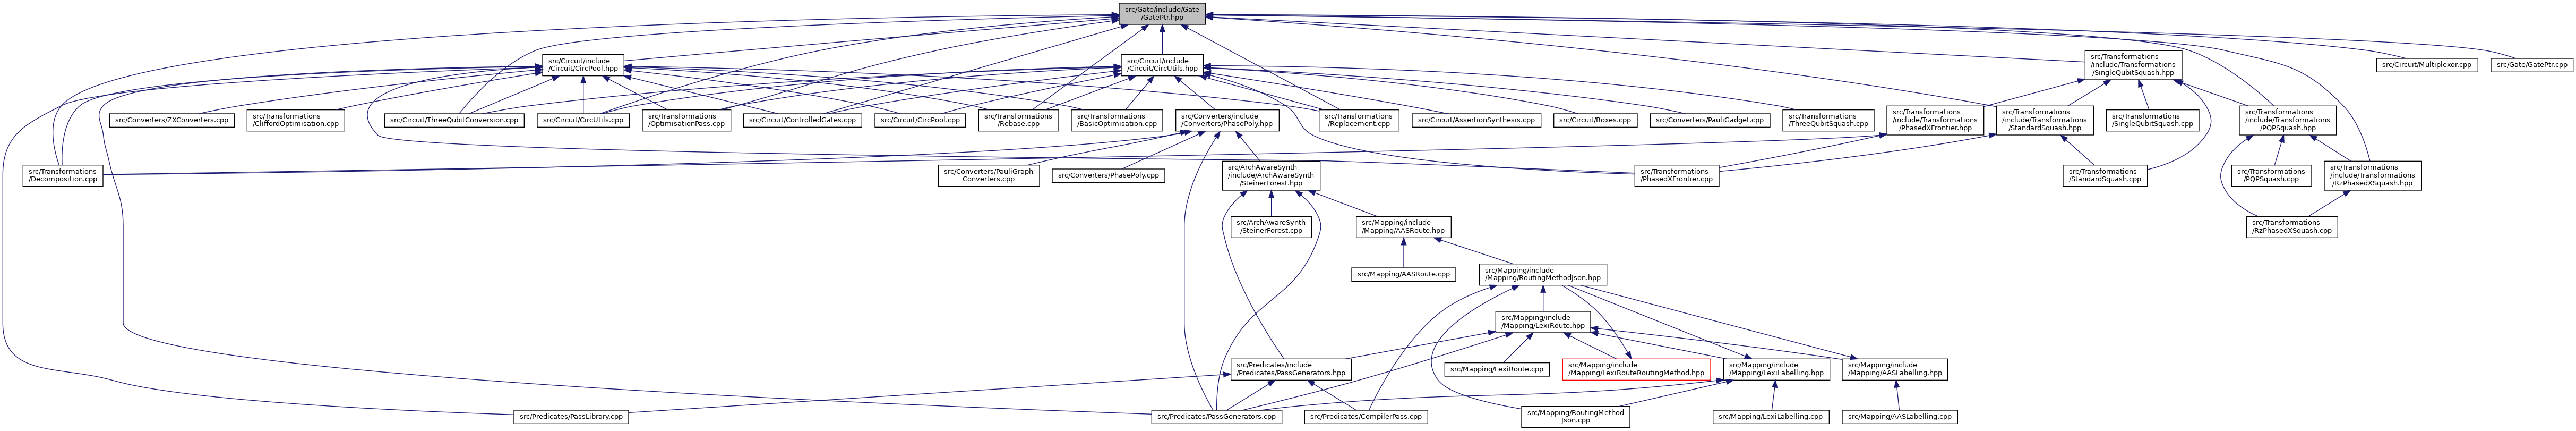 src/Gate/include/Gate
/GatePtr.hpp
src/Circuit/include
/Circuit/CircPool.hpp
src/Circuit/include
/Circuit/CircUtils.hpp
src/Transformations
/include/Transformations
/SingleQubitSquash.hpp
src/Circuit/Multiplexor.cpp
src/Gate/GatePtr.cpp
src/Converters/ZXConverters.cpp
src/Transformations
/CliffordOptimisation.cpp
src/Circuit/ThreeQubitConversion.cpp
src/Circuit/CircUtils.cpp
src/Transformations
/OptimisationPass.cpp
src/Circuit/ControlledGates.cpp
src/Circuit/CircPool.cpp
src/Transformations
/Rebase.cpp
src/Transformations
/BasicOptimisation.cpp
src/Converters/include
/Converters/PhasePoly.hpp
src/Transformations
/Replacement.cpp
src/Circuit/AssertionSynthesis.cpp
src/Circuit/Boxes.cpp
src/Converters/PauliGadget.cpp
src/Transformations
/ThreeQubitSquash.cpp
src/Transformations
/include/Transformations
/PhasedXFrontier.hpp
src/Transformations
/include/Transformations
/StandardSquash.hpp
src/Transformations
/SingleQubitSquash.cpp
src/Transformations
/include/Transformations
/PQPSquash.hpp
src/Transformations
/Decomposition.cpp
src/Converters/PauliGraph
Converters.cpp
src/Converters/PhasePoly.cpp
src/ArchAwareSynth
/include/ArchAwareSynth
/SteinerForest.hpp
src/Transformations
/PhasedXFrontier.cpp
src/Transformations
/StandardSquash.cpp
src/Transformations
/PQPSquash.cpp
src/Transformations
/include/Transformations
/RzPhasedXSquash.hpp
src/ArchAwareSynth
/SteinerForest.cpp
src/Mapping/include
/Mapping/AASRoute.hpp
src/Transformations
/RzPhasedXSquash.cpp
src/Mapping/AASRoute.cpp
src/Mapping/include
/Mapping/RoutingMethodJson.hpp
src/Mapping/include
/Mapping/LexiRoute.hpp
src/Predicates/include
/Predicates/PassGenerators.hpp
src/Mapping/LexiRoute.cpp
src/Mapping/include
/Mapping/LexiRouteRoutingMethod.hpp
src/Mapping/include
/Mapping/LexiLabelling.hpp
src/Mapping/include
/Mapping/AASLabelling.hpp
src/Predicates/PassLibrary.cpp
src/Predicates/PassGenerators.cpp
src/Predicates/CompilerPass.cpp
src/Mapping/RoutingMethod
Json.cpp
src/Mapping/LexiLabelling.cpp
src/Mapping/AASLabelling.cpp